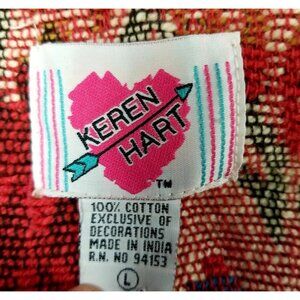 KEREN
HART
TM
100% COTTON
EXCLUSIVE OF
DECORATIONS
MADE IN INDIA
R.N. NO 94153
L